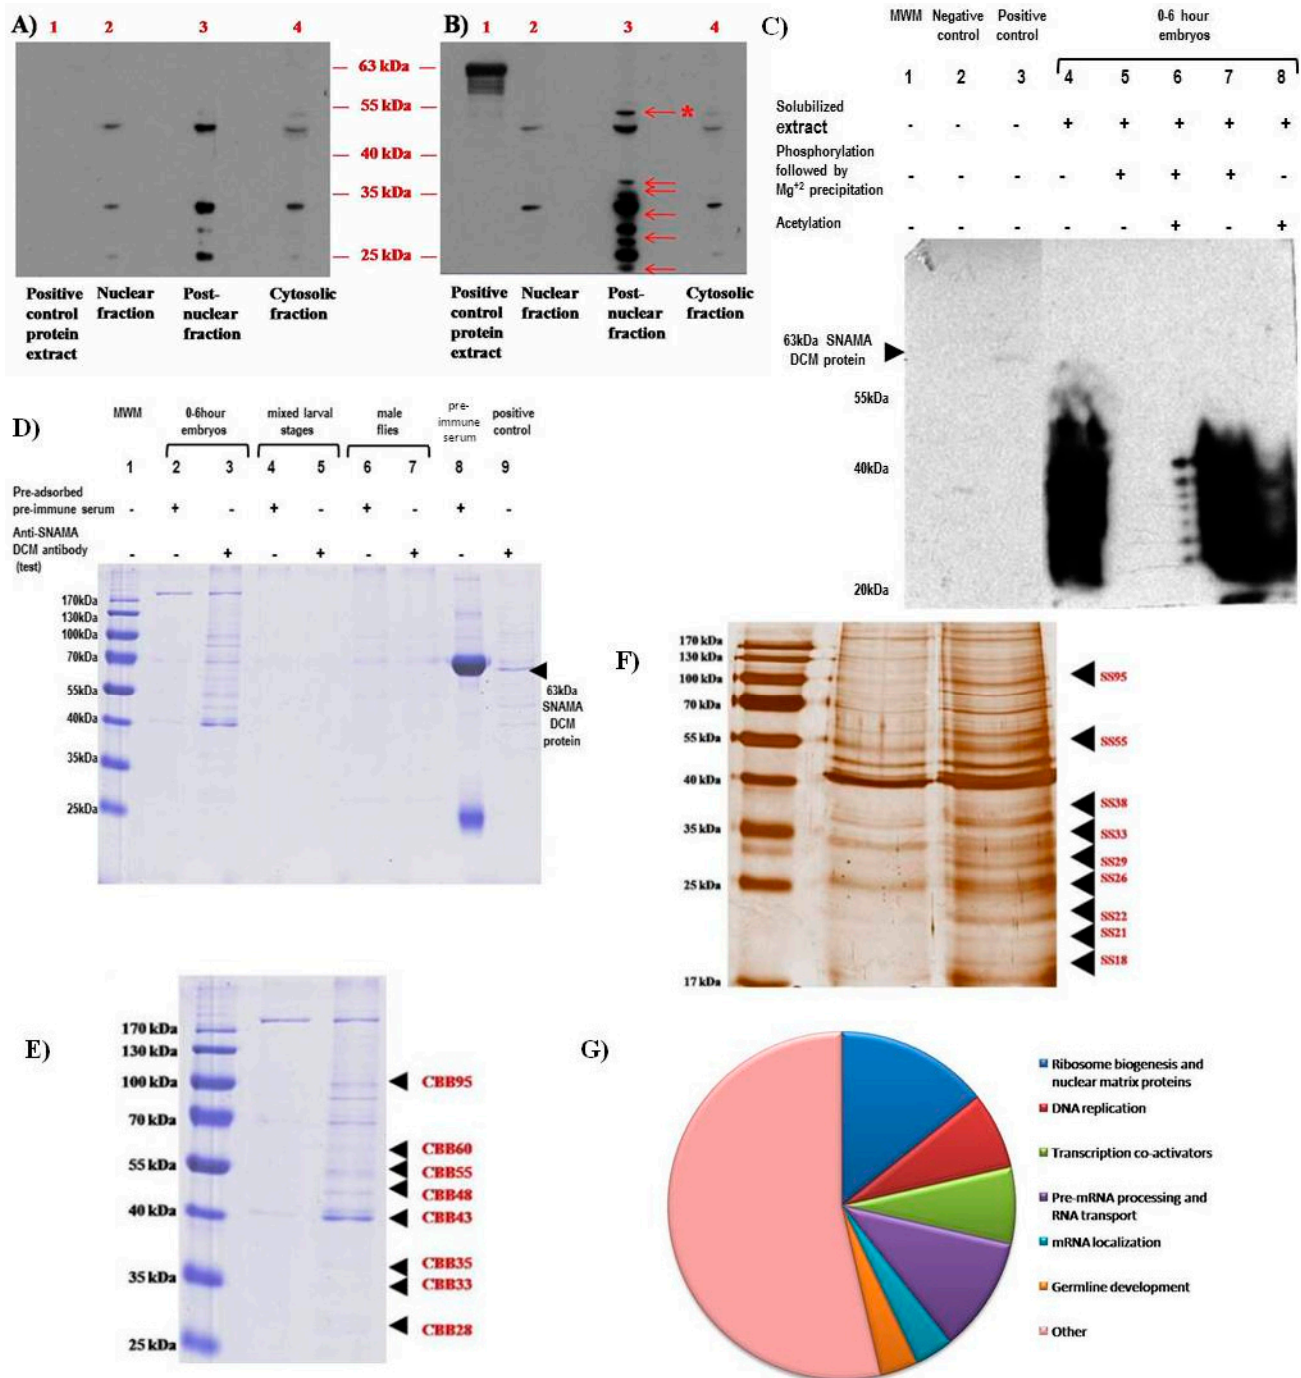 A)
1 2 3 4
63 kDa
55 kDa
40 kDa
35 kDa
25 kDa
Positive
control
protein
extract
Nuclear
fraction
Post-
nuclear
fraction
Cytosolic
fraction
B)
1 2 3 4
*
Positive
control
protein
extract
Nuclear
fraction
Post-
nuclear
fraction
Cytosolic
fraction
C)
MWM
Negative
control
Positive
control
0-6 hour
embryos
1 2 3 4 5 6 7 8
Solubilized
extract - - - + + + + +
Phosphorylation
followed by
Mg+2 precipitation - - - - + + + -
Acetylation - - - - - + - +
63kDa SNAMA
DCM protein
55kDa
40kDa
20kDa
D)
MWM
0-6hour
embryos
mixed larval
stages
male
flies
pre-
immune
serum
positive
control
1 2 3 4 5 6 7 8 9
Pre-adsorbed
pre-immune serum - + - + - + - + -
Anti-SNAMA
DCM antibody
(test) - - + - + - + - +
170kDa
130kDa
100kDa
70kDa
55kDa
40kDa
35kDa
25kDa
63kDa
SNAMA
DCM
protein
F)
170 kDa
130 kDa
100 kDa
70 kDa
55 kDa
40 kDa
35 kDa
25 kDa
17 kDa
SS95
SS55
SS38
SS33
SS29
SS26
SS22
SS21
SS18
E)
170 kDa
130 kDa
100 kDa
70 kDa
55 kDa
40 kDa
35 kDa
25 kDa
CBB95
CBB60
CBB55
CBB48
CBB43
CBB35
CBB33
CBB28
G)
Ribosome biogenesis and
nuclear matrix proteins
DNA replication
Transcription co-activators
Pre-mRNA processing and
RNA transport
mRNA localization
Germline development
Other